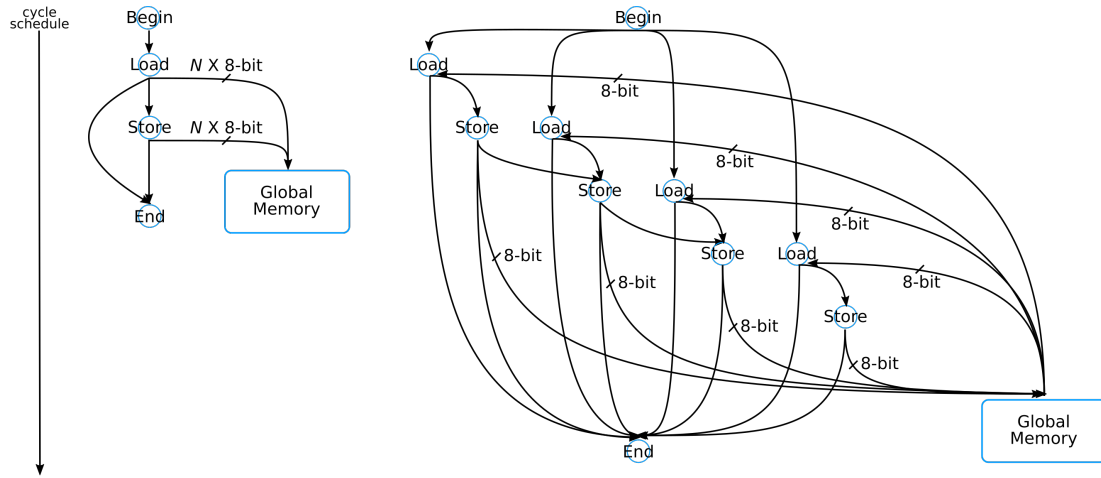 cycle
schedule
Begin
Load
N X 8-bit
Store
N X 8-bit
End
Global
Memory
Begin
Load
8-bit
Store
Load
8-bit
Store
Load
8-bit
Store
Load
8-bit
8-bit
8-bit
Store
8-bit
8-bit
Global
Memory
End